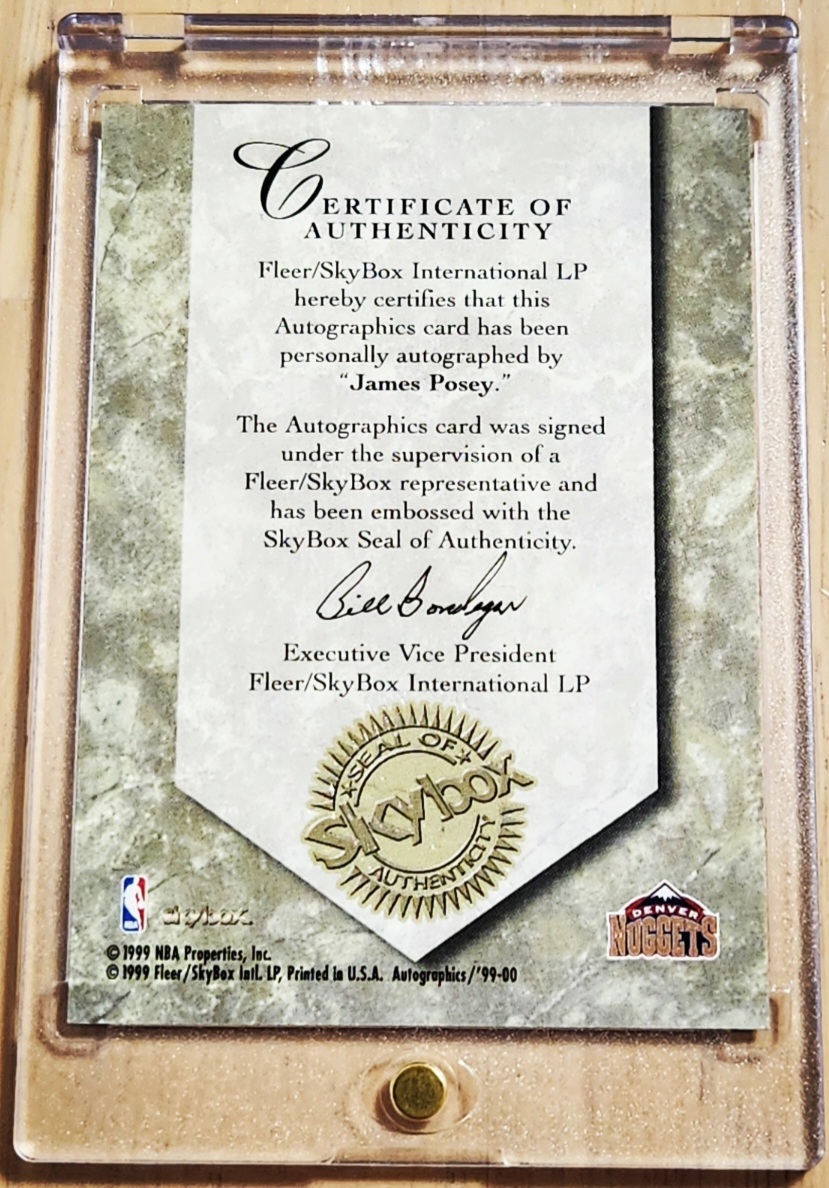 CERTIFICATE OF
AUTHENTICITY
Fleer/SkyBox International LP
hereby certifies that this
Autographics card has been
personally autographed by
“James Posey.”
The Autographics card was signed
under the supervision of a
Fleer/SkyBox representative and
has been embossed with the
SkyBox Seal of Authenticity.
Executive Vice President
Fleer/SkyBox International LP
SEAL OF
Skybox
AUTHENTICITY
NBA
skybox
DENVER
NUGGETS
© 1999 NBA Properties, Inc.
© 1999 Fleer/SkyBox Intl. LP, Printed in U.S.A. Autographics/'99-00